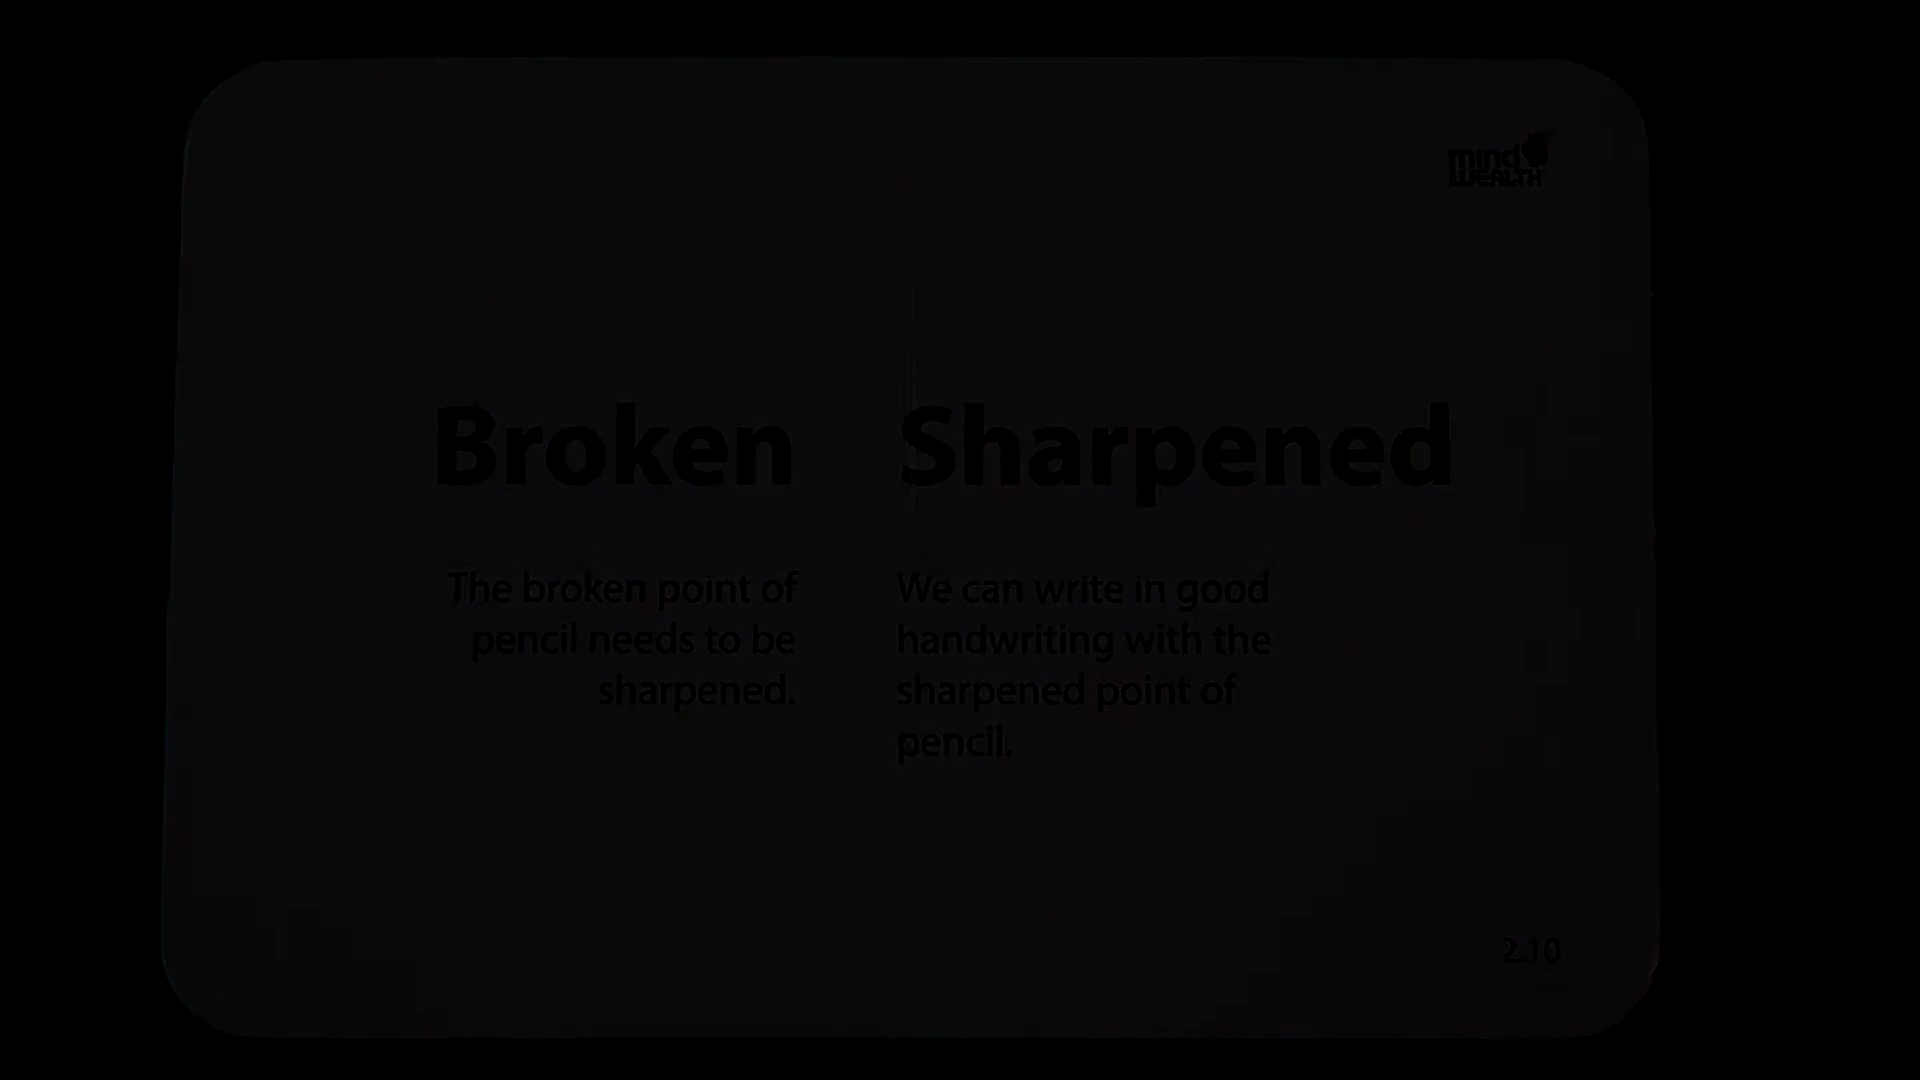 mind
WEALTH
Broken
Sharpened
The broken point of
pencil needs to be
sharpened.
We can write in good
handwriting with the
sharpened point of
pencil.
2.10